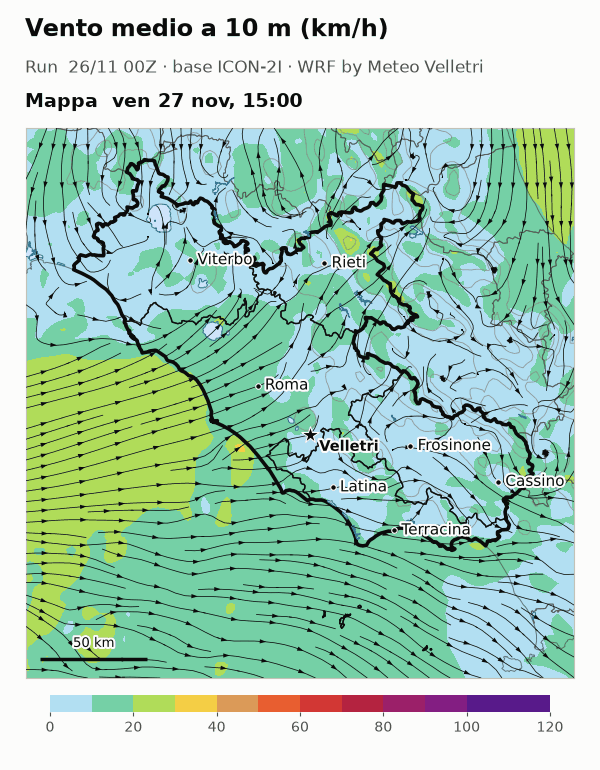 Vento medio a 10 m (km/h)
Run  26/11 00Z · base ICON-2I · WRF by Meteo Velletri
Mappa  ven 27 nov, 15:00
Viterbo
Rieti
Roma
Velletri
Frosinone
Cassino
Latina
Terracina
50 km
0 20 40 60 80 100 120